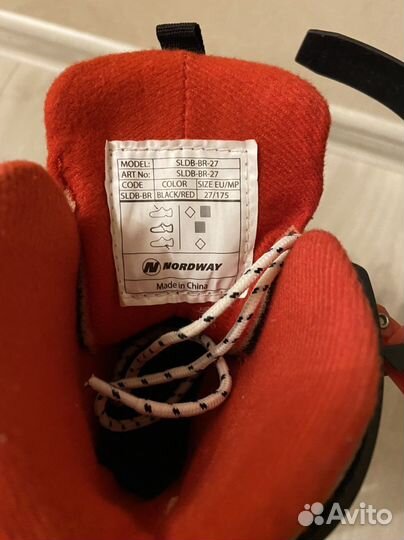 MODEL: SLDB-BR-27
ART No: SLDB-BR-27
CODE COLOR SIZE EU/MP
SLDB-BR BLACK/RED 27/175
NORDWAY
Made in China
Avito